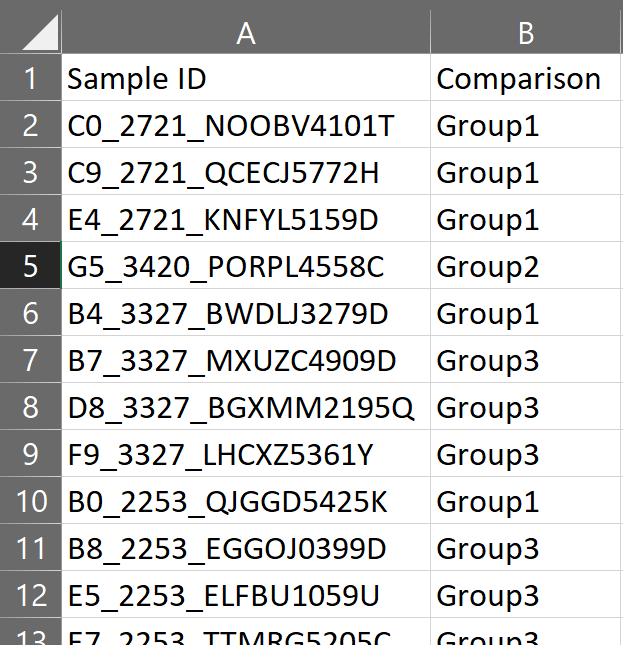 A B
1 Sample ID Comparison
2 C0_2721_NOOBV4101T Group1
3 C9_2721_QCECJ5772H Group1
4 E4_2721_KNFYL5159D Group1
5 G5_3420_PORPL4558C Group2
6 B4_3327_BWDLJ3279D Group1
7 B7_3327_MXUZC4909D Group3
8 D8_3327_BGXMM2195Q Group3
9 F9_3327_LHCXZ5361Y Group3
10 B0_2253_QJGGD5425K Group1
11 B8_2253_EGGOJ0399D Group3
12 E5_2253_ELFBU1059U Group3
13 E7_2253_TTMRG5205C Group3